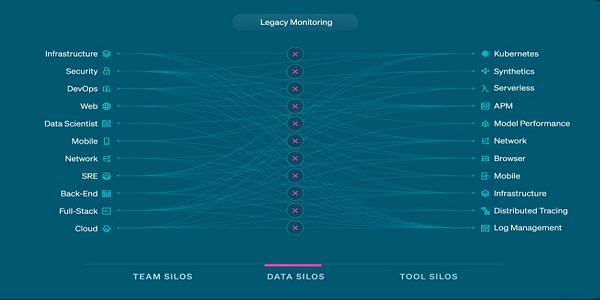 Legacy Monitoring
Infrastructure
Security
DevOps
Web
Data Scientist
Mobile
Network
SRE
Back-End
Full-Stack
Cloud
Kubernetes
Synthetics
Serverless
APM
Model Performance
Network
Browser
Mobile
Infrastructure
Distributed Tracing
Log Management
TEAM SILOS
DATA SILOS
TOOL SILOS